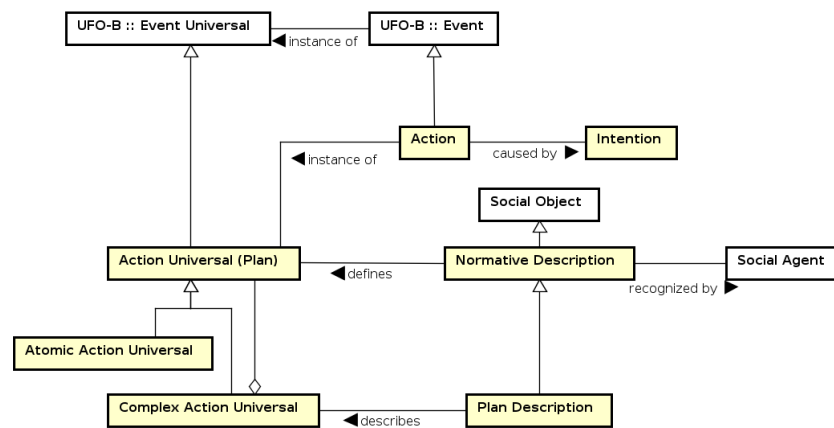 UFO-B :: Event Universal
UFO-B :: Event
instance of
Action
Intention
instance of
caused by
Social Object
Action Universal (Plan)
Normative Description
Social Agent
defines
recognized by
Atomic Action Universal
Complex Action Universal
Plan Description
describes